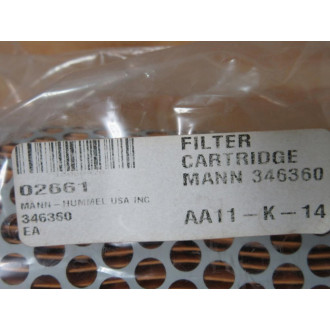 02661
MANN-HUMMEL USA INC
346360
EA
FILTER
CARTRIDGE
MANN 346360
AA11-K-14